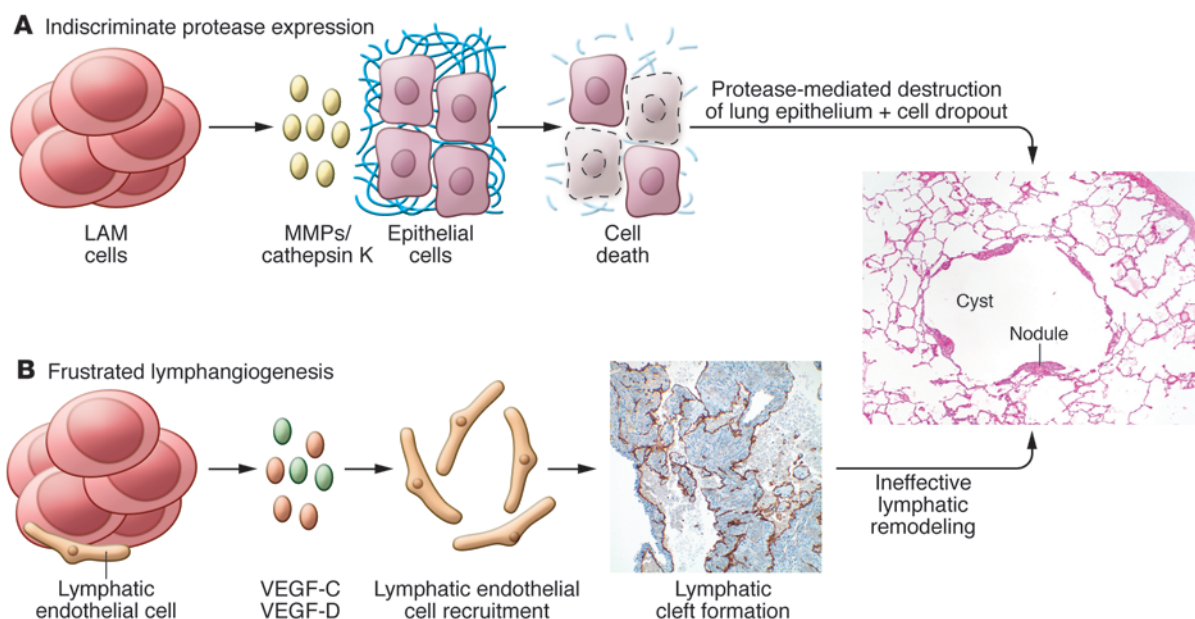 A Indiscriminate protease expression
LAM
cells
MMPs/
cathepsin K
Epithelial
cells
Cell
death
Protease-mediated destruction
of lung epithelium + cell dropout
Cyst
Nodule
B Frustrated lymphangiogenesis
Lymphatic
endothelial cell
VEGF-C
VEGF-D
Lymphatic endothelial
cell recruitment
Lymphatic
cleft formation
Ineffective
lymphatic
remodeling